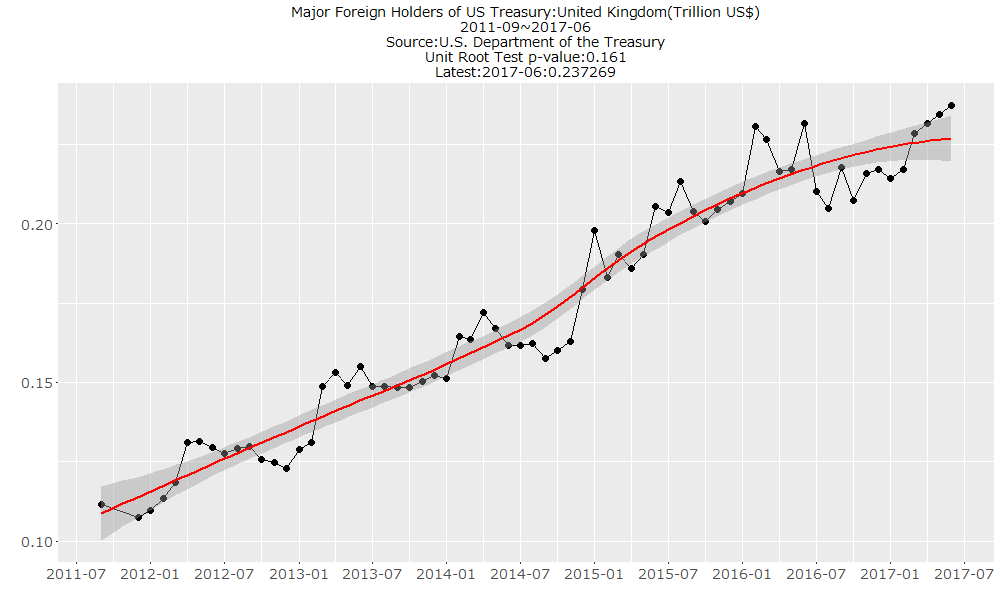 Major Foreign Holders of US Treasury:United Kingdom(Trillion US$)
2011-09~2017-06
Source:U.S. Department of the Treasury
Unit Root Test p-value:0.161
Latest:2017-06:0.237269
0.20
0.15
0.10
2011-07 2012-01 2012-07 2013-01 2013-07 2014-01 2014-07 2015-01 2015-07 2016-01 2016-07 2017-01 2017-07